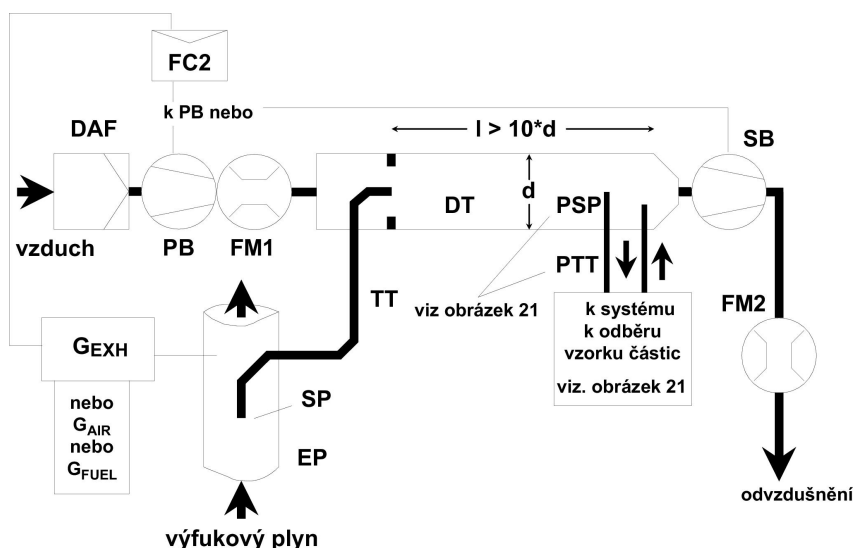 FC2
k PB nebo
DAF
l > 10*d
SB
d
DT
PSP
vzduch
PB
FM1
PTT
TT
viz obrázek 21
FM2
k systému
k odběru
vzorku částic
viz. obrázek 21
GEXH
SP
nebo
GAIR
nebo
GFUEL
EP
odvzdušnění
výfukový plyn